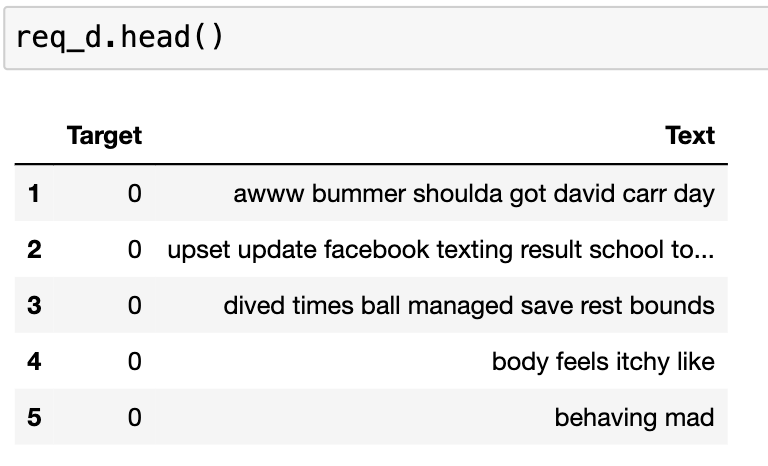 req_d.head()
Target Text
1 0 awww bummer shoulda got david carr day
2 0 upset update facebook texting result school to...
3 0 dived times ball managed save rest bounds
4 0 body feels itchy like
5 0 behaving mad